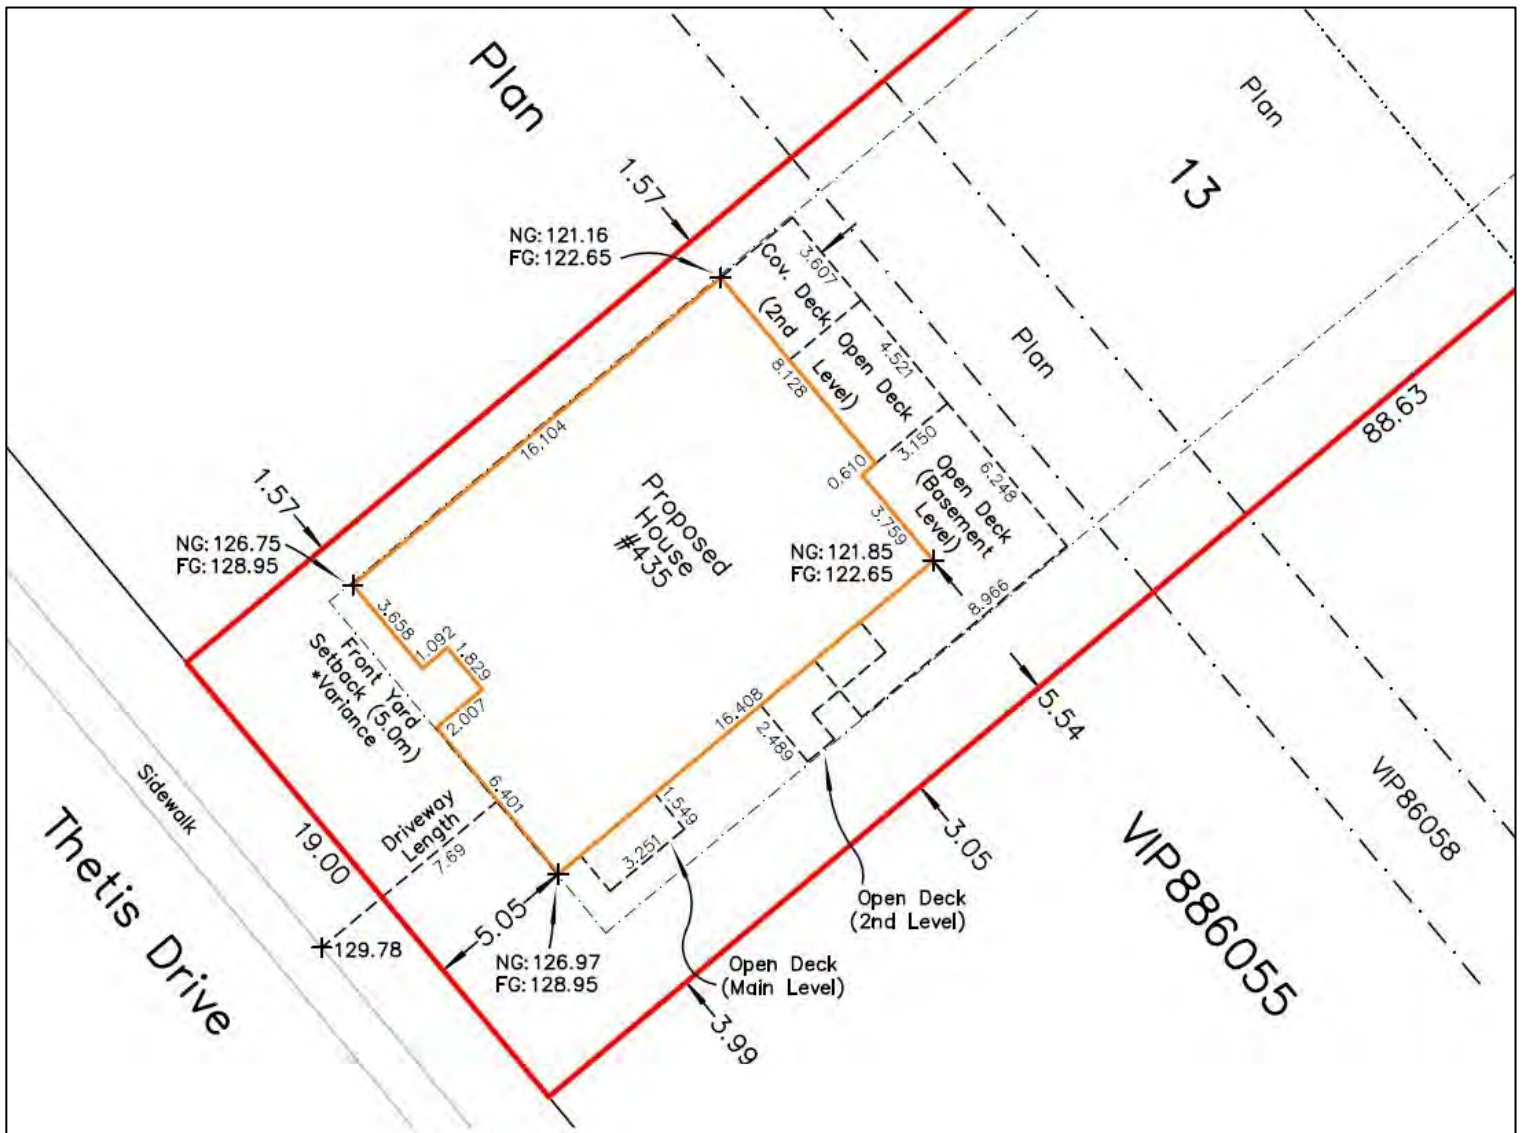 Plan
Plan
13
1.57
NG: 121.16
FG: 122.65
3.607
Cov. Deck
(2nd
Level)
Open Deck
4.521
Plan
8.128
3.150
0.610
6.248
Open Deck
(Basement
Level)
3.759
88.63
16.104
1.57
NG: 126.75
FG: 128.95
Proposed
House
#435
NG: 121.85
FG: 122.65
8.966
3.658
1.092
1.829
2.007
Front Yard
Setback (5.0m)
*Variance
16.408
2.489
5.54
6.401
Sidewalk
Driveway
Length
7.69
1.549
3.251
3.05
VIP86058
VIP886055
Thetis Drive
19.00
5.05
129.78
NG: 126.97
FG: 128.95
Open Deck
(2nd Level)
Open Deck
(Main Level)
3.99